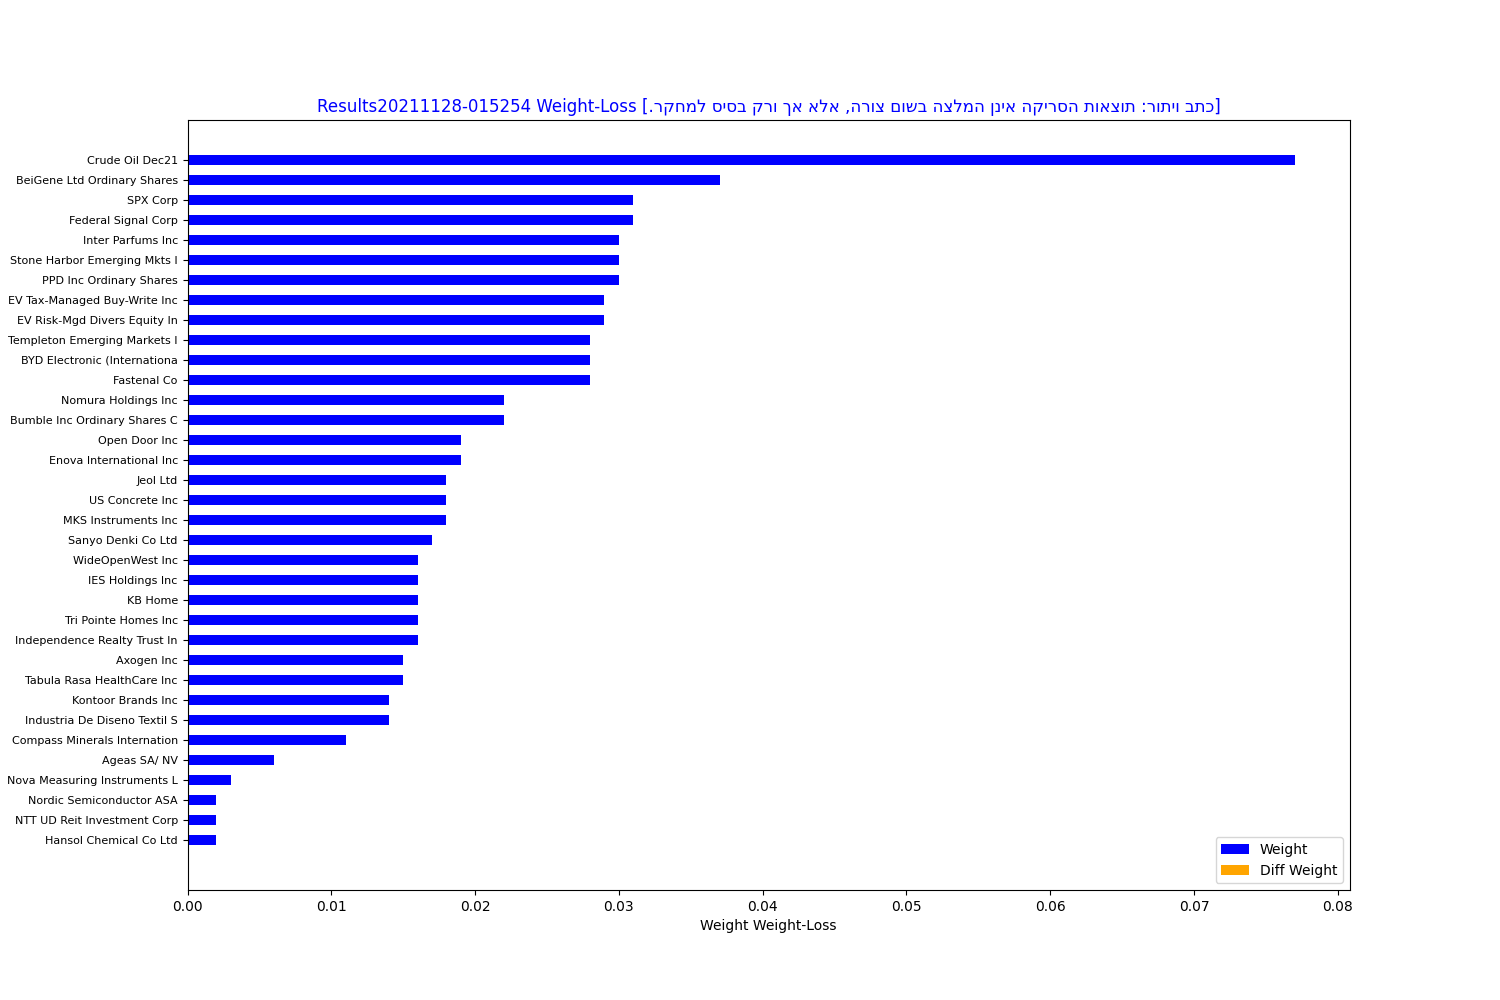 Results20211128-015254 Weight-Loss [כתב ויתור: תוצאות הסריקה אינן המלצה בשום צורה, אלא אך ורק בסיס למחקר.]
Crude Oil Dec21
BeiGene Ltd Ordinary Shares
SPX Corp
Federal Signal Corp
Inter Parfums Inc
Stone Harbor Emerging Mkts I
PPD Inc Ordinary Shares
EV Tax-Managed Buy-Write Inc
EV Risk-Mgd Divers Equity In
Templeton Emerging Markets I
BYD Electronic (Internationa
Fastenal Co
Nomura Holdings Inc
Bumble Inc Ordinary Shares C
Open Door Inc
Enova International Inc
Jeol Ltd
US Concrete Inc
MKS Instruments Inc
Sanyo Denki Co Ltd
WideOpenWest Inc
IES Holdings Inc
KB Home
Tri Pointe Homes Inc
Independence Realty Trust In
Axogen Inc
Tabula Rasa HealthCare Inc
Kontoor Brands Inc
Industria De Diseno Textil S
Compass Minerals Internation
Ageas SA/ NV
Nova Measuring Instruments L
Nordic Semiconductor ASA
NTT UD Reit Investment Corp
Hansol Chemical Co Ltd
Weight
Diff Weight
0.00 0.01 0.02 0.03 0.04 0.05 0.06 0.07 0.08
Weight Weight-Loss